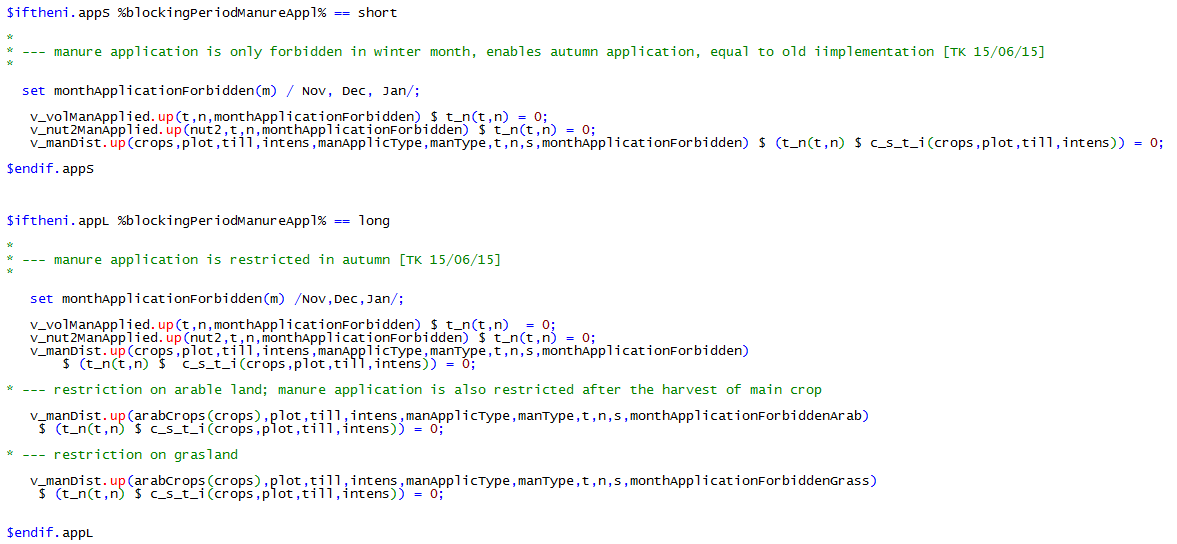 $iftheni.appS %blockingPeriodManureAppl% == short
*
* --- manure application is only forbidden in winter month, enables autumn application, equal to old iimplementation [TK 15/06/15]
*
set monthApplicationForbidden(m) / Nov, Dec, Jan/;
v_volManApplied.up(t,n,monthApplicationForbidden) $ t_n(t,n) = 0;
v_nut2ManApplied.up(nut2,t,n,monthApplicationForbidden) $ t_n(t,n) = 0;
v_manDist.up(crops,plot,till,intens,manApplicType,manType,t,n,s,monthApplicationForbidden) $ (t_n(t,n) $ c_s_t_i(crops,plot,till,intens)) = 0;
$endif.appS
$iftheni.appL %blockingPeriodManureAppl% == long
*
* --- manure application is restricted in autumn [TK 15/06/15]
*
set monthApplicationForbidden(m) /Nov,Dec,Jan/;
v_volManApplied.up(t,n,monthApplicationForbidden) $ t_n(t,n)  = 0;
v_nut2ManApplied.up(nut2,t,n,monthApplicationForbidden) $ t_n(t,n) = 0;
v_manDist.up(crops,plot,till,intens,manApplicType,manType,t,n,s,monthApplicationForbidden)
$ (t_n(t,n) $  c_s_t_i(crops,plot,till,intens)) = 0;
* --- restriction on arable land; manure application is also restricted after the harvest of main crop
v_manDist.up(arabCrops(crops),plot,till,intens,manApplicType,manType,t,n,s,monthApplicationForbiddenArab)
$ (t_n(t,n) $ c_s_t_i(crops,plot,till,intens)) = 0;
* --- restriction on grasland
v_manDist.up(arabCrops(crops),plot,till,intens,manApplicType,manType,t,n,s,monthApplicationForbiddenGrass)
$ (t_n(t,n) $ c_s_t_i(crops,plot,till,intens)) = 0;
$endif.appL